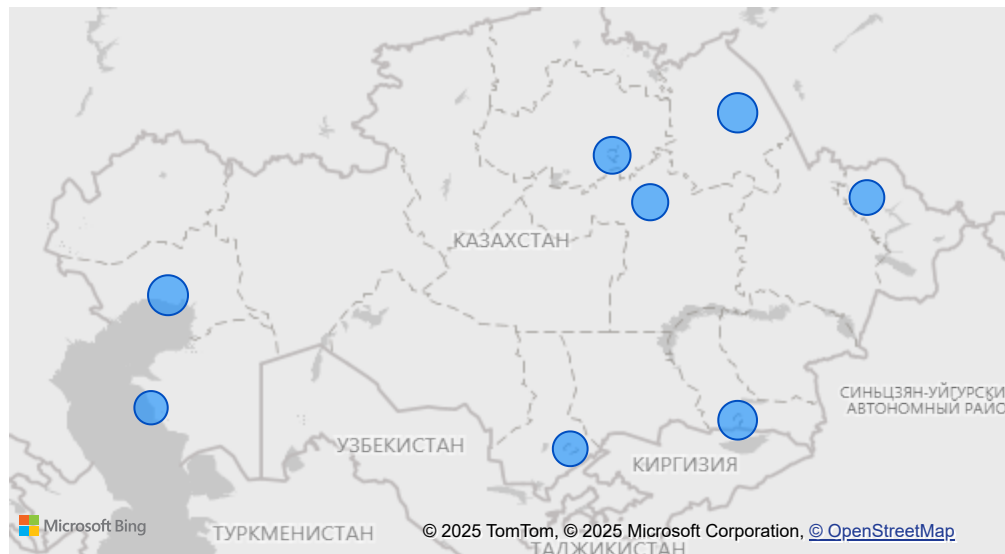 КАЗАХСТАН
СИНЬЦЗЯН-УЙГУРСКИ
АВТОНОМНЫЙ РАЙО
УЗБЕКИСТАН
КИРГИЗИЯ
Microsoft Bing
ТУРКМЕНИСТАН
© 2025 TomTom, © 2025 Microsoft Corporation, © OpenStreetMap
ТАДЖИКИСТАН